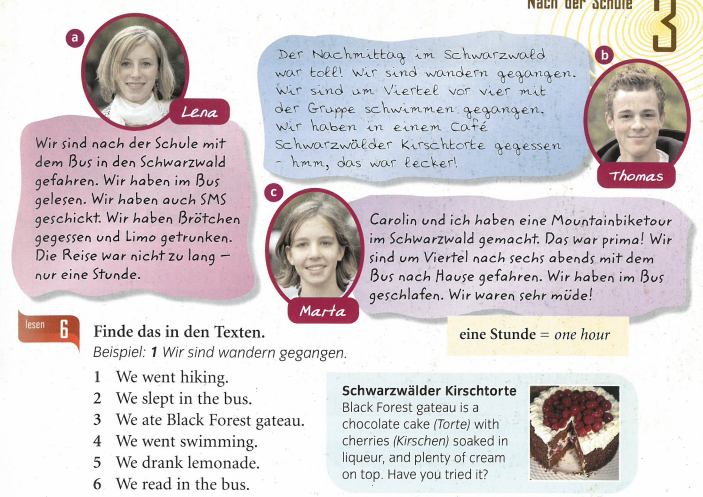 Nach der Schule
3
a
Lena
Wir sind nach der Schule mit
dem Bus in den Schwarzwald
gefahren. Wir haben im Bus
gelesen. Wir haben auch SMS
geschickt. Wir haben Brötchen
gegessen und Limo getrunken.
Die Reise war nicht zu lang –
nur eine Stunde.
b
Der Nachmittag im Schwarzwald
war toll! Wir sind wandern gegangen.
Wir sind um Viertel vor vier mit
der Gruppe schwimmen gegangen.
Wir haben in einem Café
Schwarzwälder Kirschtorte gegessen
– hmm, das war lecker!
Thomas
c
Marta
Carolin und ich haben eine Mountainbiketour
im Schwarzwald gemacht. Das war prima! Wir
sind um Viertel nach sechs abends mit dem
Bus nach Hause gefahren. Wir haben im Bus
geschlafen. Wir waren sehr müde!
eine Stunde = one hour
lesen 6
Finde das in den Texten.
Beispiel: 1 Wir sind wandern gegangen.
1 We went hiking.
2 We slept in the bus.
3 We ate Black Forest gateau.
4 We went swimming.
5 We drank lemonade.
6 We read in the bus.
Schwarzwälder Kirschtorte
Black Forest gateau is a
chocolate cake (Torte) with
cherries (Kirschen) soaked in
liqueur, and plenty of cream
on top. Have you tried it?